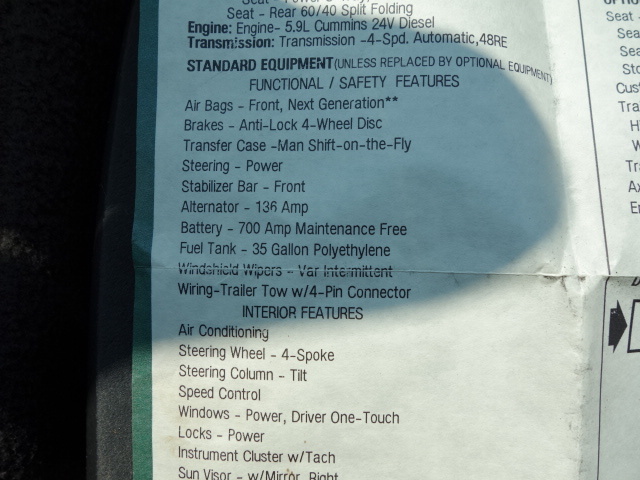 Seat - Rear 60/40 Split Folding
Engine: Engine- 5.9L Cummins 24V Diesel
Transmission: Transmission -4-Spd. Automatic,48RE
STANDARD EQUIPMENT (UNLESS REPLACED BY OPTIONAL EQUIPMENT)
FUNCTIONAL / SAFETY FEATURES
Air Bags - Front, Next Generation**
Brakes - Anti-Lock 4-Wheel Disc
Transfer Case -Man Shift-on-the-Fly
Steering - Power
Stabilizer Bar - Front
Alternator - 136 Amp
Battery - 700 Amp Maintenance Free
Fuel Tank - 35 Gallon Polyethylene
Windshield Wipers - Var Intermittent
Wiring-Trailer Tow w/4-Pin Connector
INTERIOR FEATURES
Air Conditioning
Steering Wheel - 4-Spoke
Steering Column - Tilt
Speed Control
Windows - Power, Driver One-Touch
Locks - Power
Instrument Cluster w/Tach
Sun Visor - w/Mirror, Right
Seat